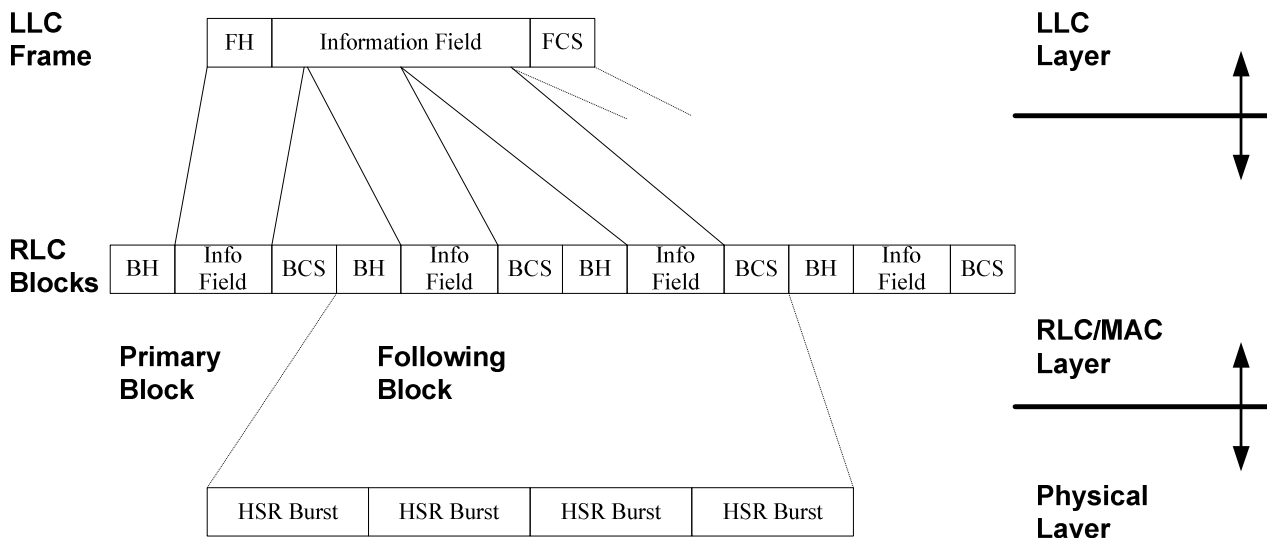 LLC
Frame
FH
Information Field
FCS
LLC
Layer
RLC
Blocks
BH
Info
Field
BCS
BH
Info
Field
BCS
BH
Info
Field
BCS
BH
Info
Field
BCS
Primary
Block
Following
Block
RLC/MAC
Layer
HSR Burst
HSR Burst
HSR Burst
HSR Burst
Physical
Layer